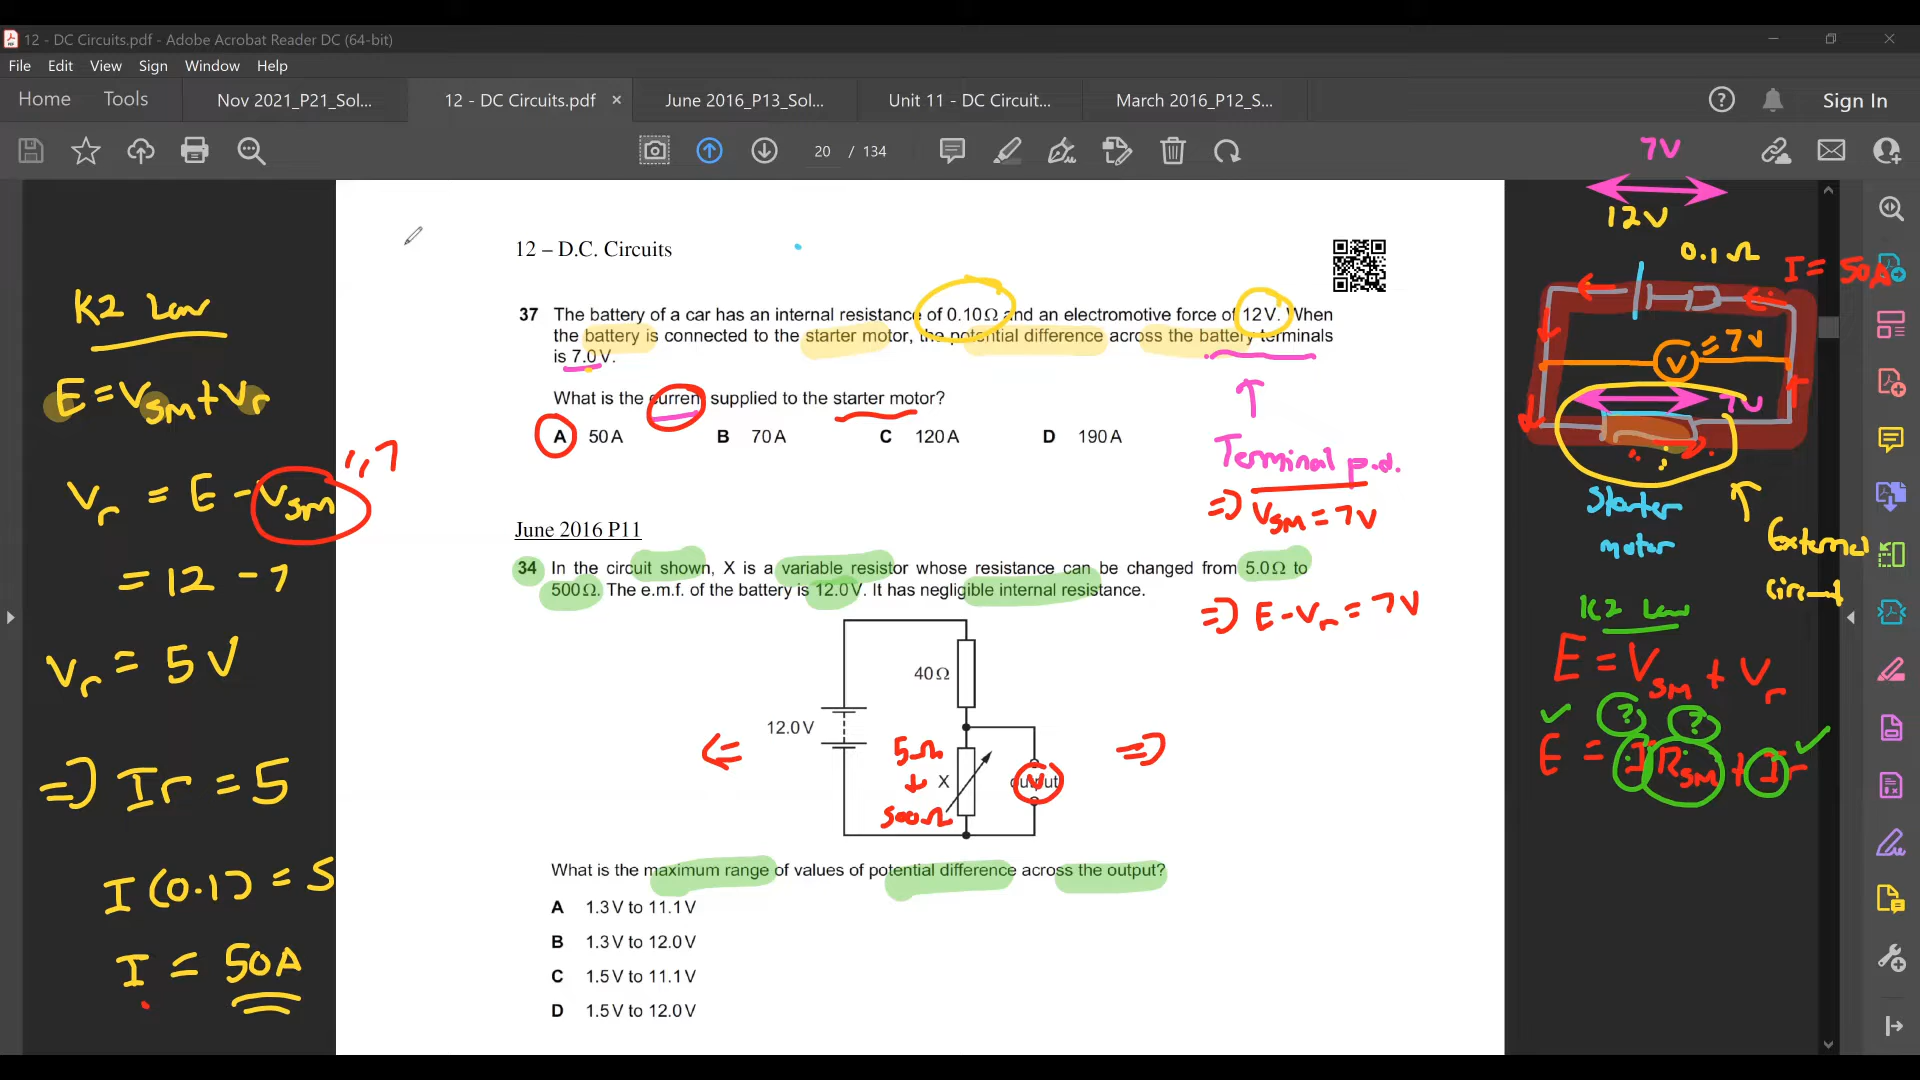 12 - DC Circuits.pdf - Adobe Acrobat Reader DC (64-bit)
File Edit View Sign Window Help
Home Tools Nov 2021_P21_Sol... 12 - DC Circuits.pdf × June 2016_P13_Sol... Unit 11 - DC Circuit... March 2016_P12_S... Sign In
20 / 134
7V
12V
0.1Ω
I = 50A
V = 7V
7V
Starter
motor
External
circuit
K2 Law
E = Vsm + Vr
? ?
E = I Rsm + Ir
K2 Law
E = Vsm + Vr
Vr = E - Vsm
7
= 12 - 7
Vr = 5V
=> Ir = 5
I (0.1) = 5
I = 50A
12 – D.C. Circuits
37 The battery of a car has an internal resistance of 0.10Ω and an electromotive force of 12V. When
the battery is connected to the starter motor, the potential difference across the battery terminals
is 7.0V.
What is the current supplied to the starter motor?
A 50A B 70A C 120A D 190A
Terminal p.d.
=> Vsm = 7V
=> E - Vr = 7V
June 2016 P11
34 In the circuit shown, X is a variable resistor whose resistance can be changed from 5.0Ω to
500Ω. The e.m.f. of the battery is 12.0V. It has negligible internal resistance.
40Ω
12.0V
5Ω
X
500Ω
output
V
What is the maximum range of values of potential difference across the output?
A 1.3V to 11.1V
B 1.3V to 12.0V
C 1.5V to 11.1V
D 1.5V to 12.0V